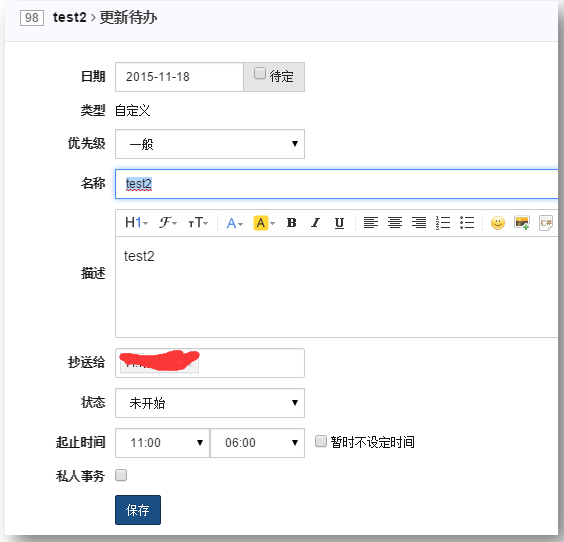 98 test2 > 更新待办
日期 2015-11-18 待定
类型 自定义
优先级 一般
名称 test2
H1 F TT A A B I U C#
描述 test2
抄送给
状态 未开始
起止时间 11:00 06:00 暂时不设定时间
私人事务
保存